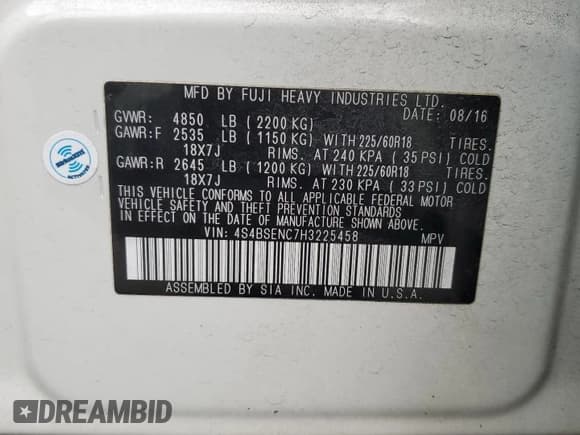 MFD BY FUJI HEAVY INDUSTRIES LTD.
DATE: 08/16
GVWR: 4850 LB (2200 KG)
GAWR:F 2535 LB (1150 KG) WITH 225/60R18 TIRES.
18X7J RIMS. AT 240 KPA (35 PSI) COLD
GAWR: R 2645 LB (1200 KG) WITH 225/60R18 TIRES.
18X7J RIMS. AT 230 KPA (33 PSI) COLD
THIS VEHICLE CONFORMS TO ALL APPLICABLE FEDERAL MOTOR
VEHICLE SAFETY AND THEFT PREVENTION STANDARDS
IN EFFECT ON THE DATE OF MANUFACTURE SHOWN ABOVE.
VIN: 4S4BSENC7H3225458 MPV
ASSEMBLED BY SIA INC. MADE IN U.S.A.
DREAMBID